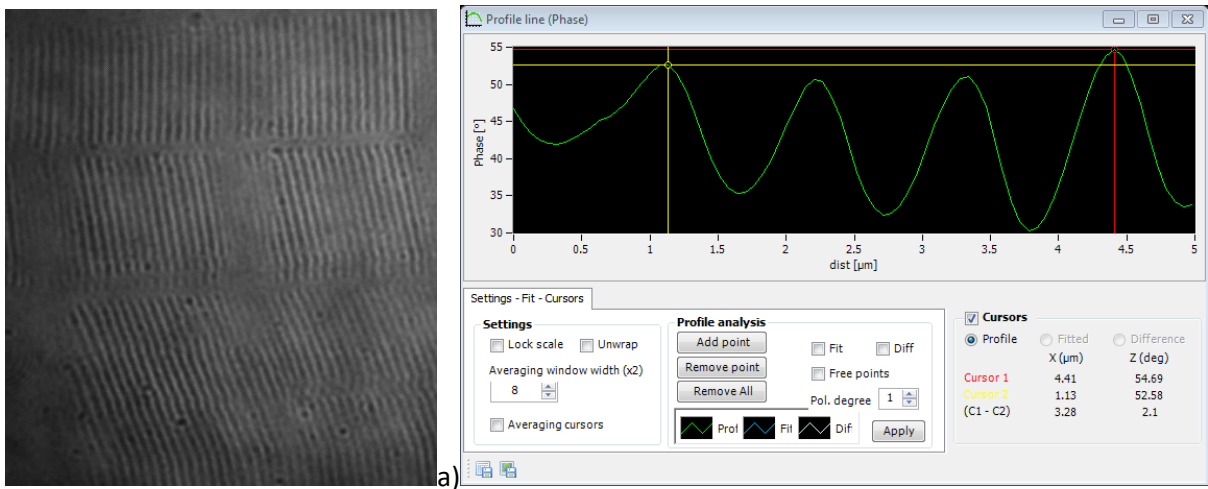 a)
Profile line (Phase)
Phase [º]
55
50
45
40
35
30
0 0.5 1 1.5 2 2.5 3 3.5 4 4.5 5
dist [µm]
Settings - Fit - Cursors
Settings
Lock scale Unwrap
Averaging window width (x2)
8
Averaging cursors
Profile analysis
Add point
Remove point
Remove All
Fit Diff
Free points
Pol. degree 1
Prof Fit Dif
Apply
Cursors
Profile Fitted Difference
X (µm) Z (deg)
Cursor 1 4.41 54.69
Cursor 2 1.13 52.58
(C1 - C2) 3.28 2.1